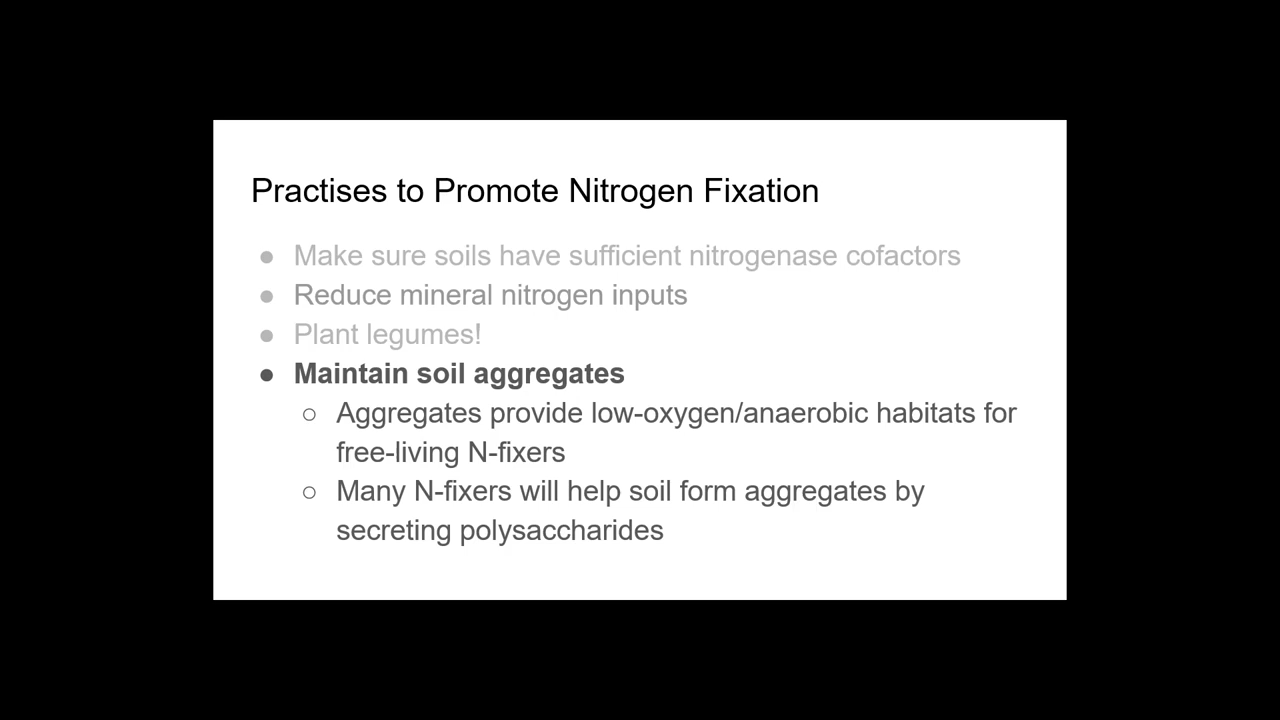 Practises to Promote Nitrogen Fixation
● Make sure soils have sufficient nitrogenase cofactors
● Reduce mineral nitrogen inputs
● Plant legumes!
● Maintain soil aggregates
○ Aggregates provide low-oxygen/anaerobic habitats for
free-living N-fixers
○ Many N-fixers will help soil form aggregates by
secreting polysaccharides